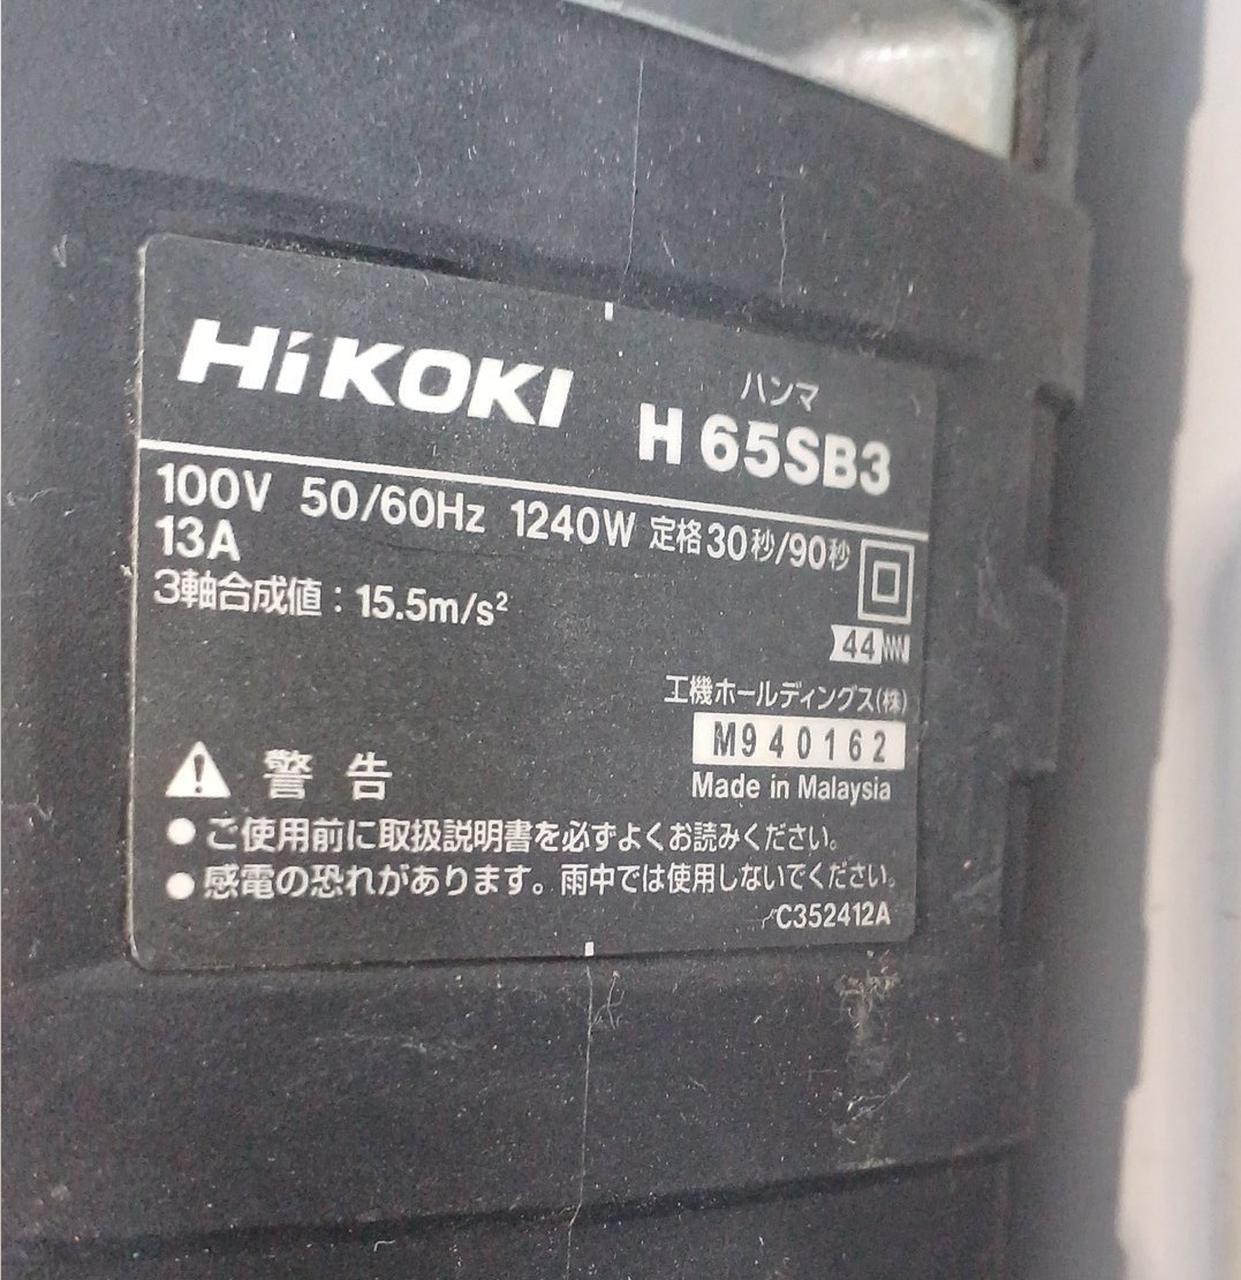 HiKOKI
ハンマ
H 65SB3
100V 50/60Hz 1240W 定格30秒/90秒
13A
3軸合成値：15.5m/s²
44
工機ホールディングス(株)
M940162
Made in Malaysia
警告
●ご使用前に取扱説明書を必ずよくお読みください。
●感電の恐れがあります。雨中では使用しないでください。
C352412A